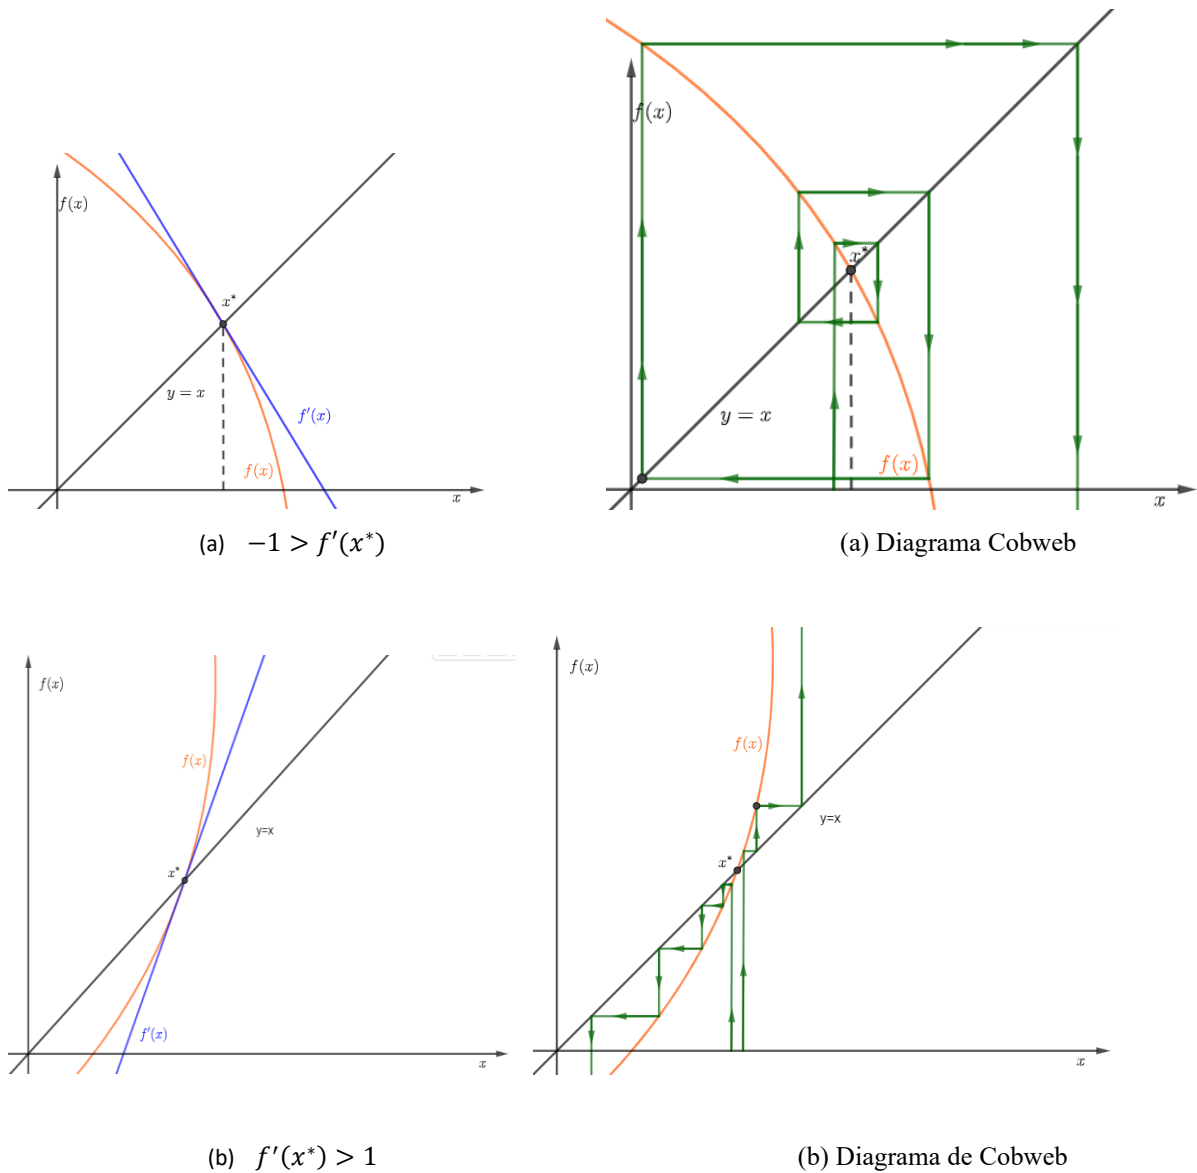 f(x)
x*
y = x
f'(x)
f(x)
x
(a) −1 > f′(x*)
f(x)
x*
y = x
f(x)
x
(a) Diagrama Cobweb
f(x)
f(x)
y=x
x*
f'(x)
x
(b) f′(x*) > 1
f(x)
f(x)
y=x
x*
x
(b) Diagrama de Cobweb